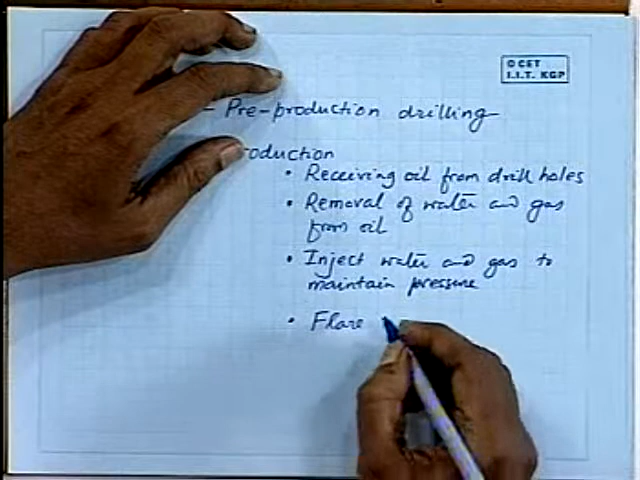 © CET
I.I.T. KGP
- Pre-production drilling
oduction
• Receiving oil from drill holes
• Removal of water and gas
from oil
• Inject water and gas to
maintain pressure
• Flare